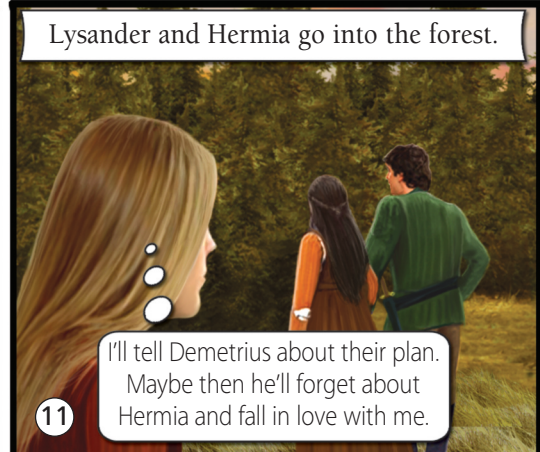 Lysander and Hermia go into the forest.
I'll tell Demetrius about their plan.
Maybe then he'll forget about
Hermia and fall in love with me.
11